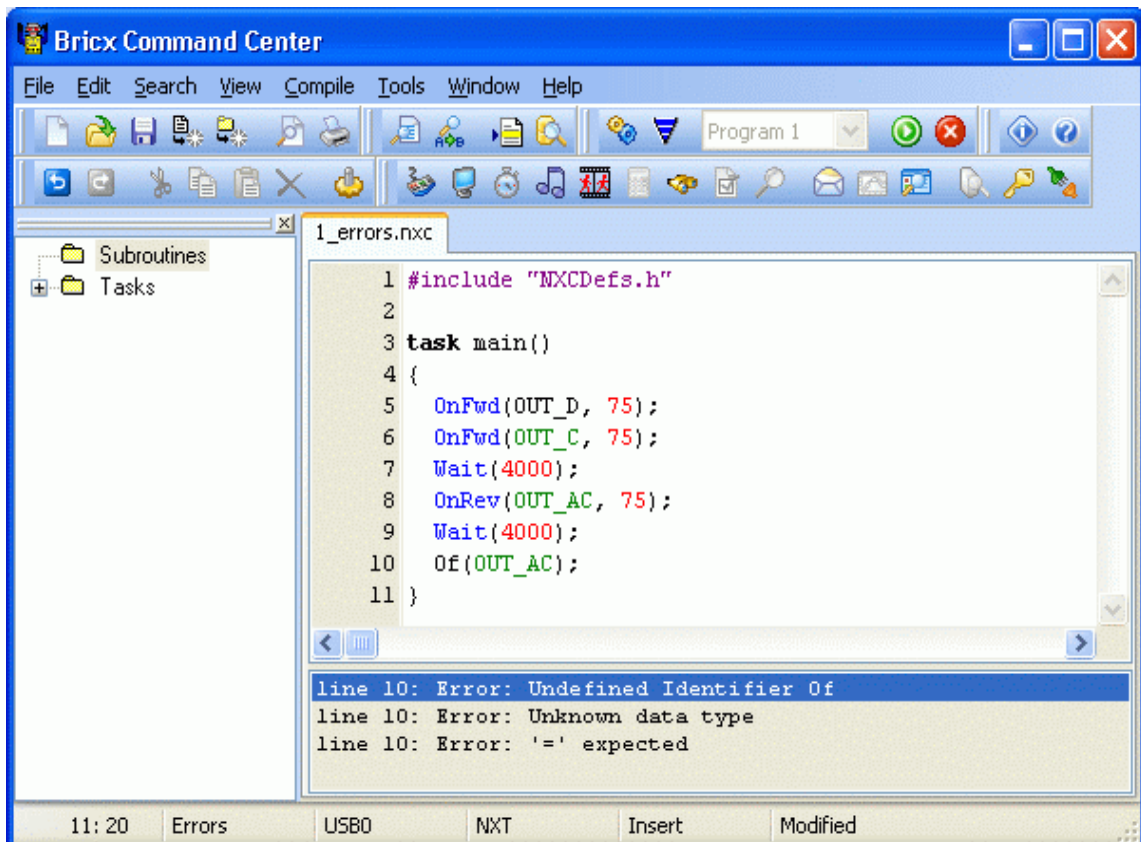 Bricx Command Center
File Edit Search View Compile Tools Window Help
Program 1
Subroutines
Tasks
1_errors.nxc
1 #include "NXCDefs.h"
2
3 task main()
4 {
5 OnFwd(OUT_D, 75);
6 OnFwd(OUT_C, 75);
7 Wait(4000);
8 OnRev(OUT_AC, 75);
9 Wait(4000);
10 Of(OUT_AC);
11 }
line 10: Error: Undefined Identifier Of
line 10: Error: Unknown data type
line 10: Error: '=' expected
11: 20 Errors USB0 NXT Insert Modified